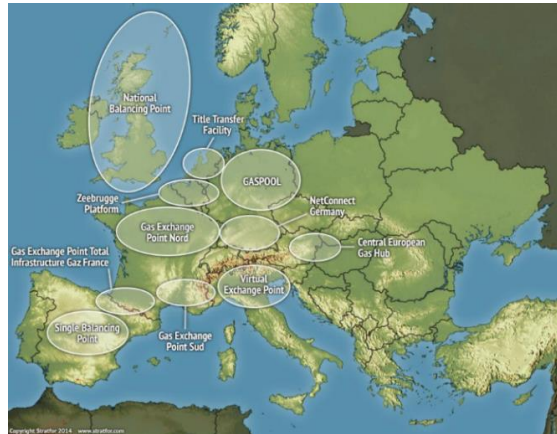 National
Balancing Point
Title Transfer
Facility
GASPOOL
Zeebrugge
Platform
NetConnect
Germany
Gas Exchange
Point Nord
Central European
Gas Hub
Gas Exchange Point Total
Infrastructure Gaz France
Virtual
Exchange Point
Single Balancing
Point
Gas Exchange
Point Sud
Copyright Stratfor 2014 www.stratfor.com